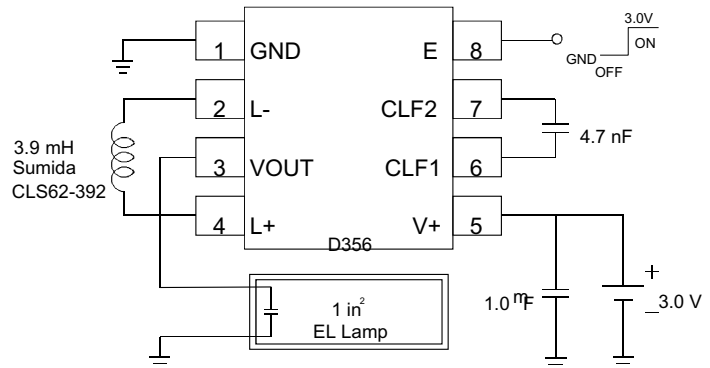 1 GND
2 L-
3 VOUT
4 L+
E 8
CLF2 7
CLF1 6
V+ 5
D356
3.0V
ON
GND
OFF
4.7 nF
3.9 mH
Sumida
CLS62-392
1 in²
EL Lamp
1.0 mF
+
_ 3.0 V